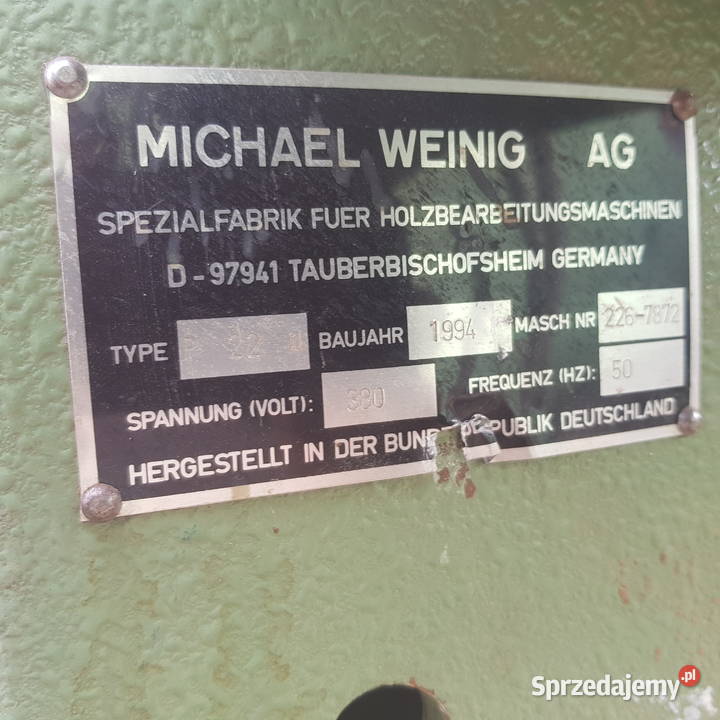 MICHAEL WEINIG AG
SPEZIALFABRIK FUER HOLZBEARBEITUNGSMASCHINEN
D-97941 TAUBERBISCHOFSHEIM GERMANY
TYPE BAUJAHR 1994 MASCH NR 226-7872
SPANNUNG (VOLT): 380 FREQUENZ (HZ): 50
HERGESTELLT IN DER PUBLIK DEUTSCHLAND
Sprzedajemy.pl